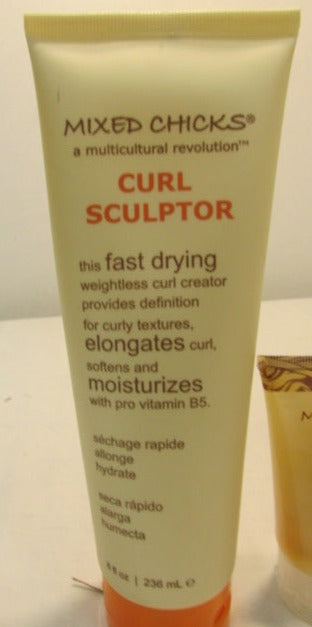 MIXED CHICKS®
a multicultural revolution™
CURL
SCULPTOR
this fast drying
weightless curl creator
provides definition
for curly textures,
elongates curl,
softens and
moisturizes
with pro vitamin B5.
séchage rapide
allonge
hydrate
seca rápido
alarga
humecta
8 fl oz | 236 mL ℮
M